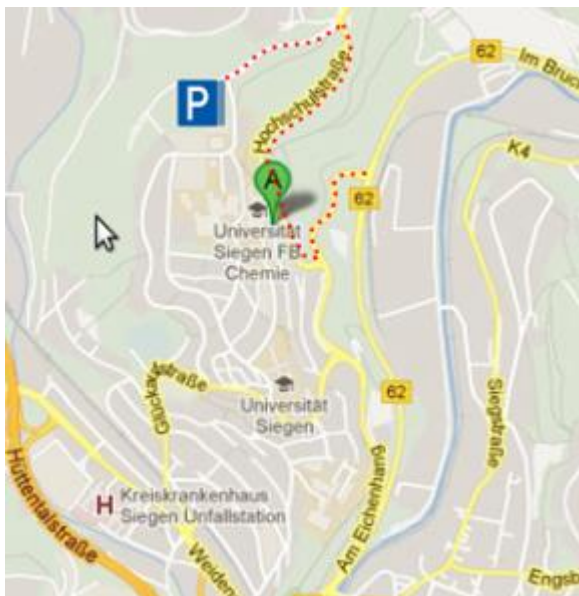 62
Im Bruch
P
Hochschulstraße
K4
A
62
Universität
Siegen FB
Chemie
Glückaufstraße
Universität
Siegen
62
Siegstraße
Kreiskrankenhaus
Siegen Unfallstation
H
Hüttentalstraße
Weiden
Am Eichenhang
Engsb